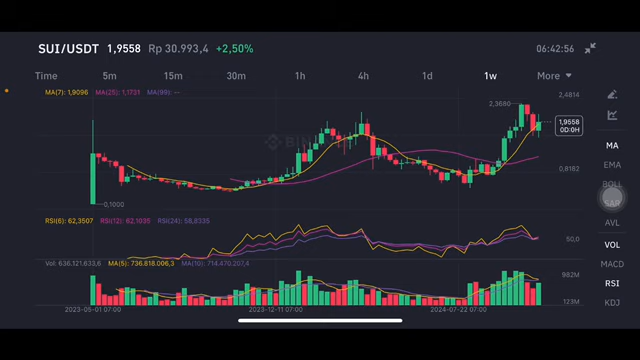 SUI/USDT 1,9558 Rp 30.993,4 +2,50% 06:42:56
Time 5m 15m 30m 1h 4h 1d 1w More
MA(7): 1,9096 MA(25): 1,1731 MA(99): --
2,4814
2,3680
1,9558
0D:0H
0,8182
0,1000
MA
EMA
BOLL
SAR
AVL
RSI(6): 62,3507 RSI(12): 62,1035 RSI(24): 58,8335
50,0
VOL
Vol: 636.121.633,6 MA(5): 736.818.006,3 MA(10): 714.470.207,4
982M
123M
MACD
RSI
KDJ
2023-05-01 07:00 2023-12-11 07:00 2024-07-22 07:00